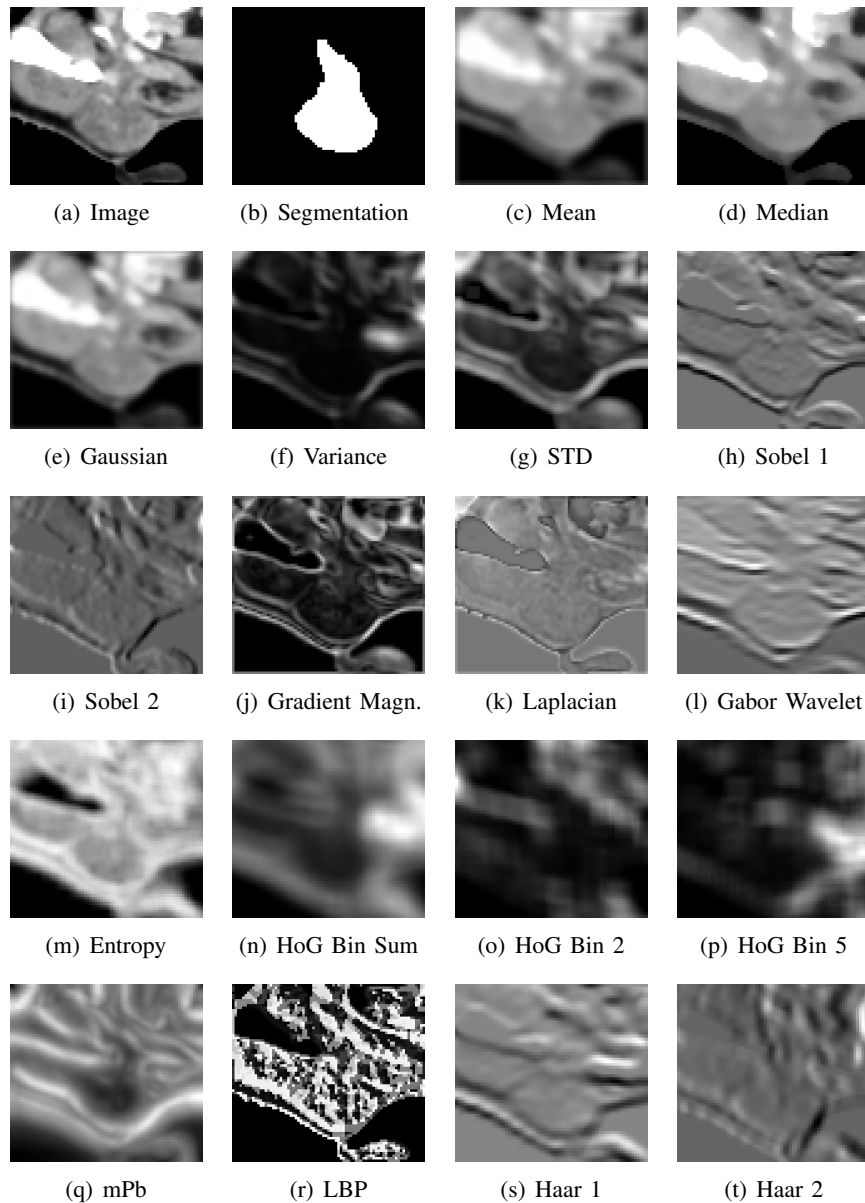 (a) Image
(b) Segmentation
(c) Mean
(d) Median
(e) Gaussian
(f) Variance
(g) STD
(h) Sobel 1
(i) Sobel 2
(j) Gradient Magn.
(k) Laplacian
(l) Gabor Wavelet
(m) Entropy
(n) HoG Bin Sum
(o) HoG Bin 2
(p) HoG Bin 5
(q) mPb
(r) LBP
(s) Haar 1
(t) Haar 2